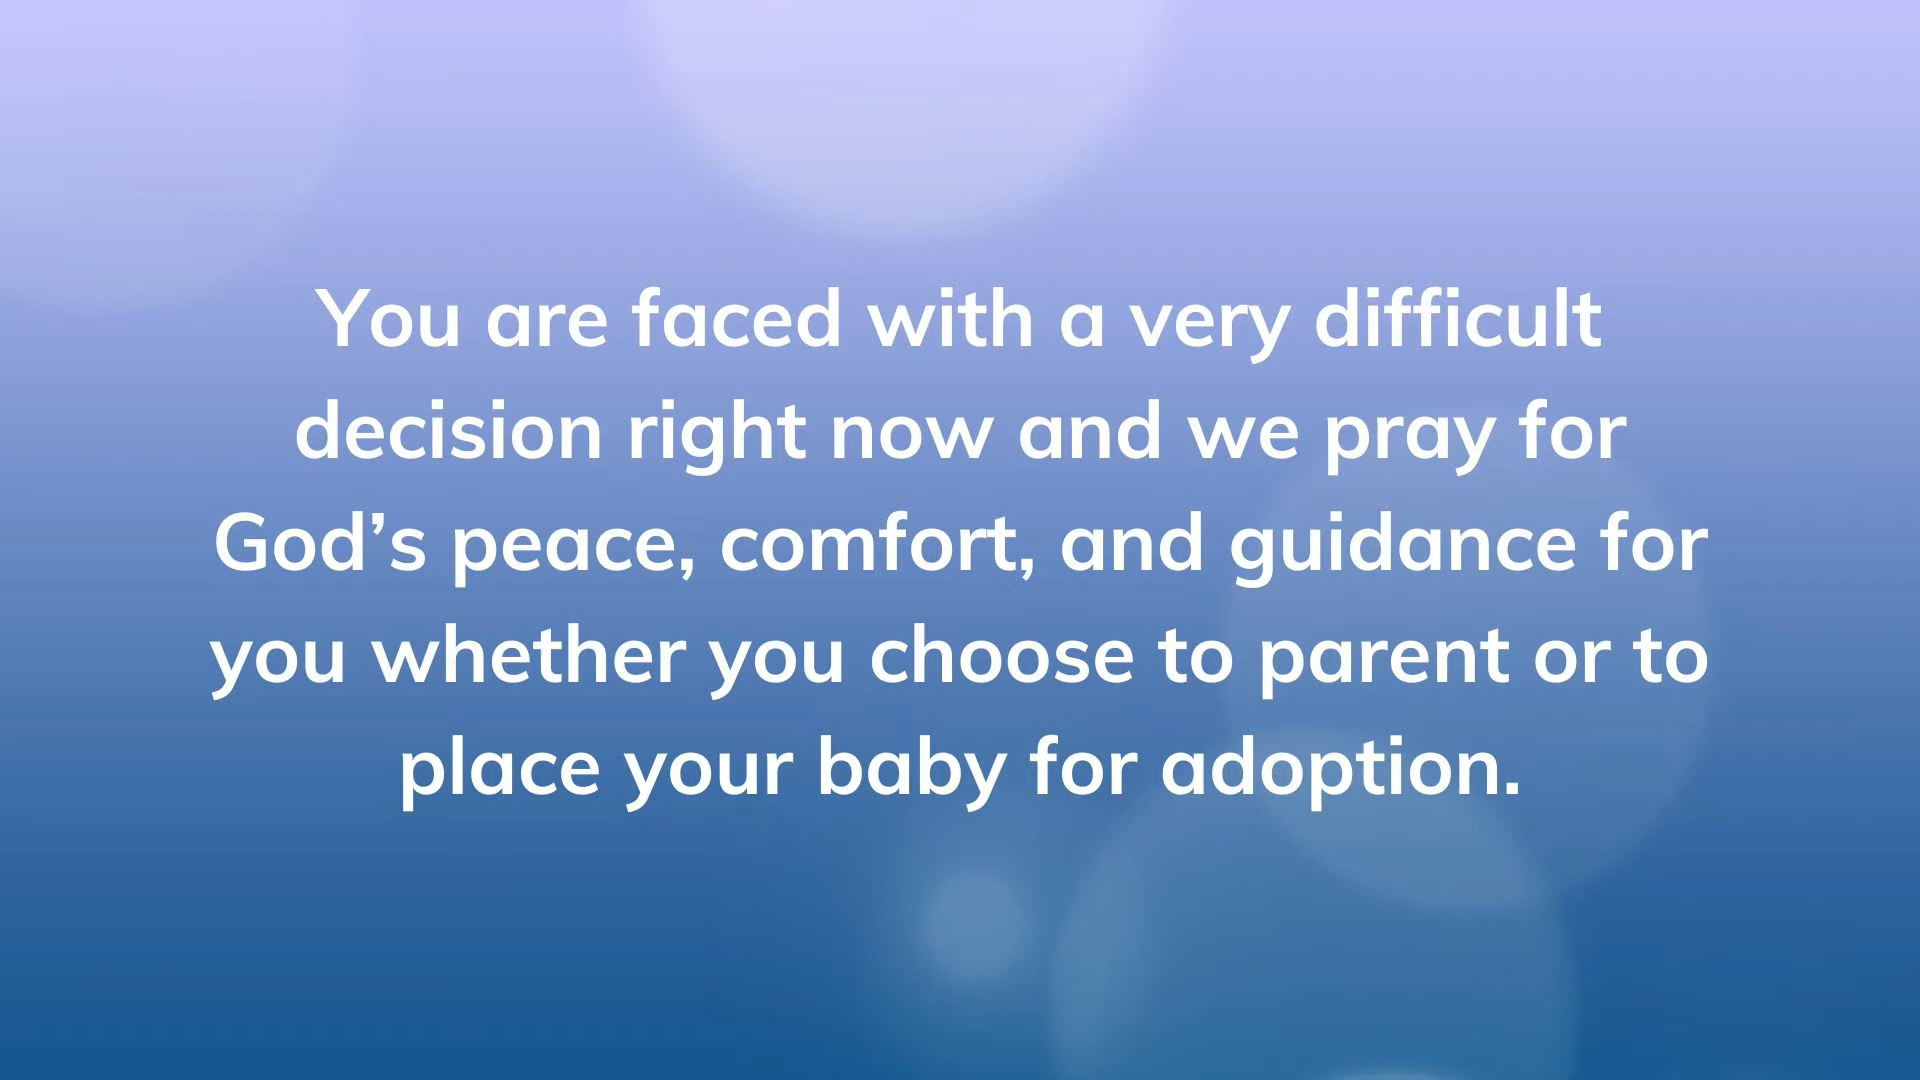 You are faced with a very difficult
decision right now and we pray for
God’s peace, comfort, and guidance for
you whether you choose to parent or to
place your baby for adoption.